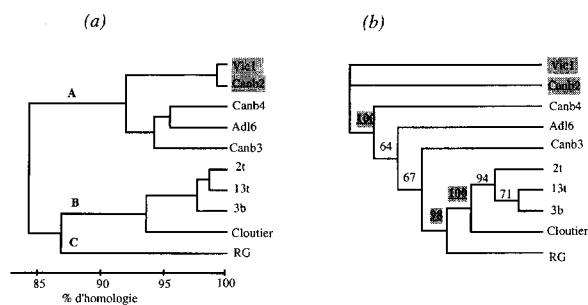 (a) (b)
Vic1 Vic1
A Canb2 Canb2
Canb4 Canb4
100
Adl6 Adl6
64
Canb3 Canb3
67
2t 94 2t
B 13t 100 71 13t
3b 98 3b
C Cloutier Cloutier
RG RG
85 90 95 100
% d'homologie